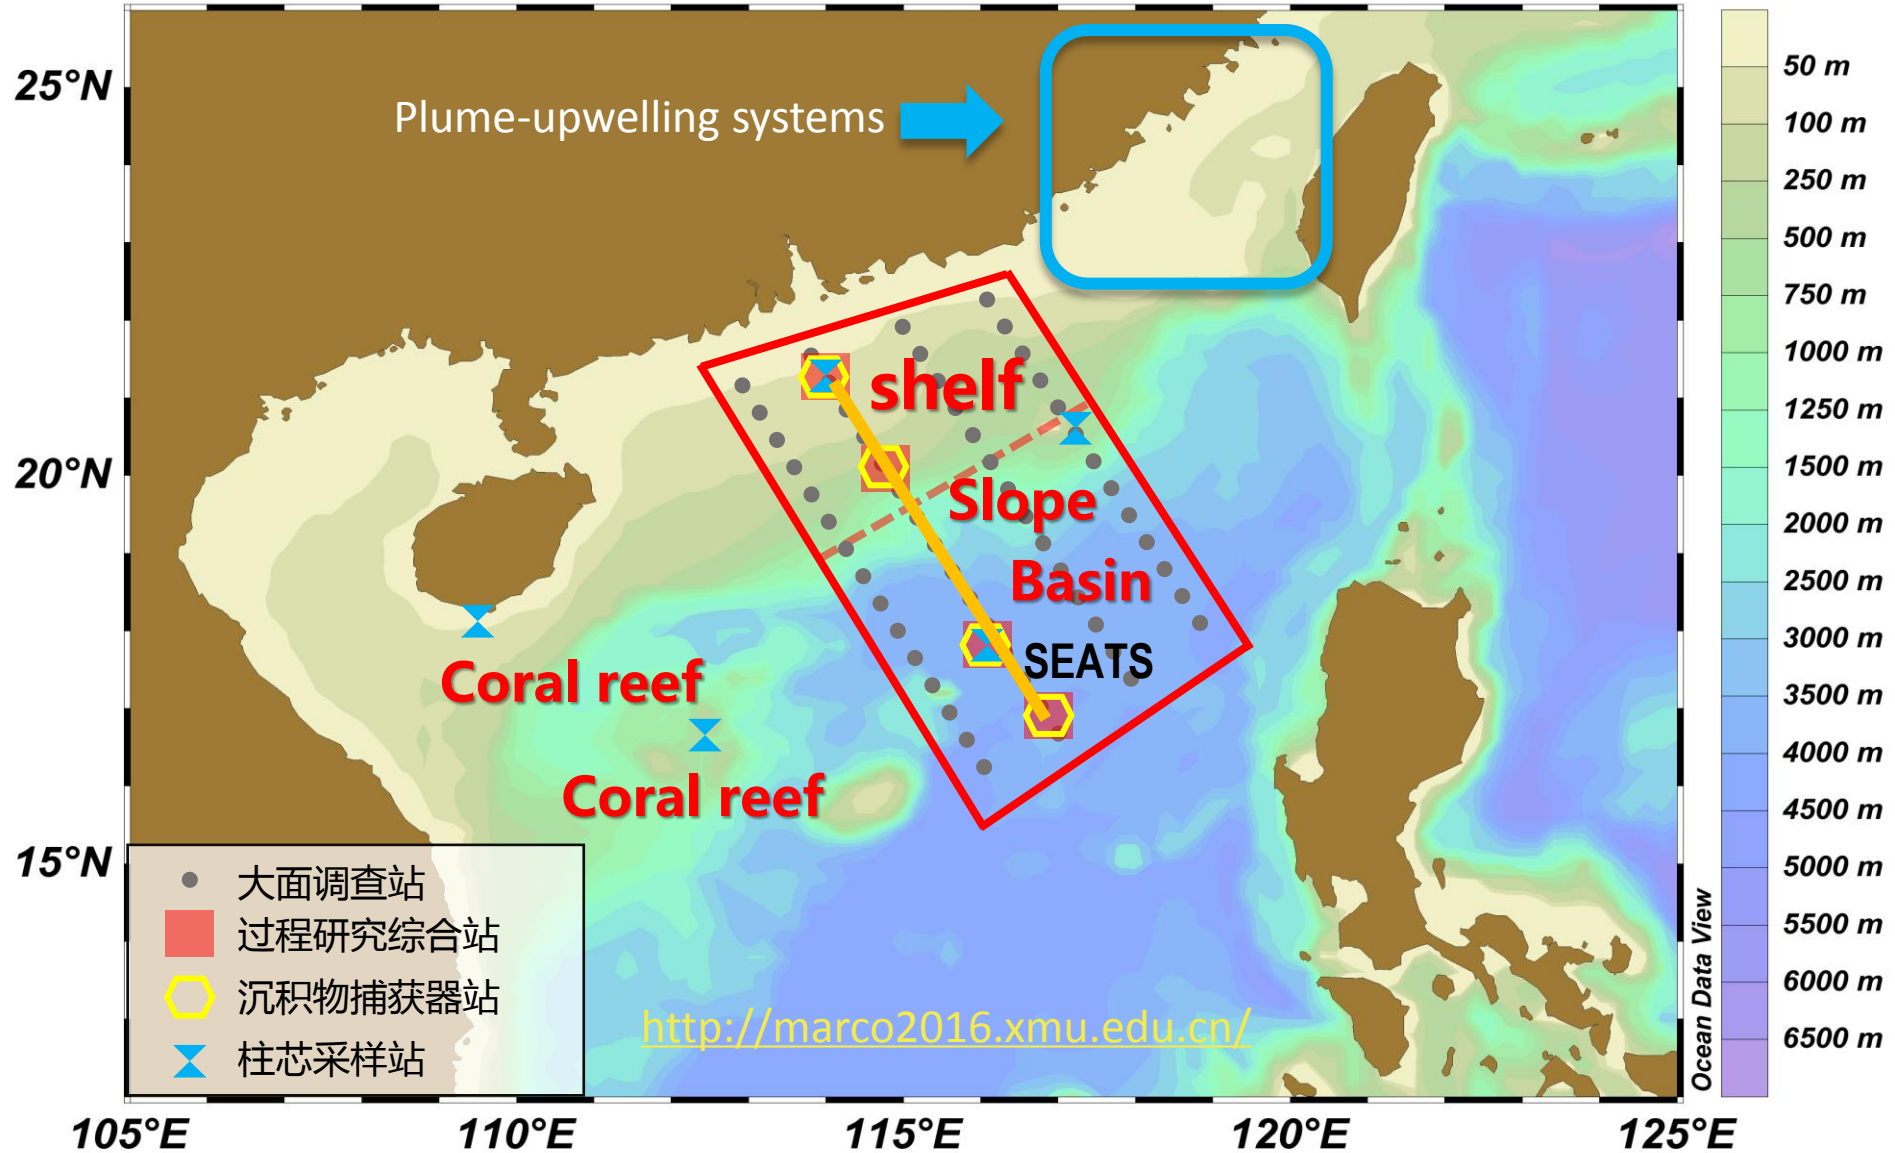 25°N
20°N
15°N
Plume-upwelling systems
shelf
Slope
Basin
SEATS
Coral reef
Coral reef
大面调查站
过程研究综合站
沉积物捕获器站
柱芯采样站
http://marco2016.xmu.edu.cn/
105°E
110°E
115°E
120°E
125°E
Ocean Data View
50 m
100 m
250 m
500 m
750 m
1000 m
1250 m
1500 m
2000 m
2500 m
3000 m
3500 m
4000 m
4500 m
5000 m
5500 m
6000 m
6500 m